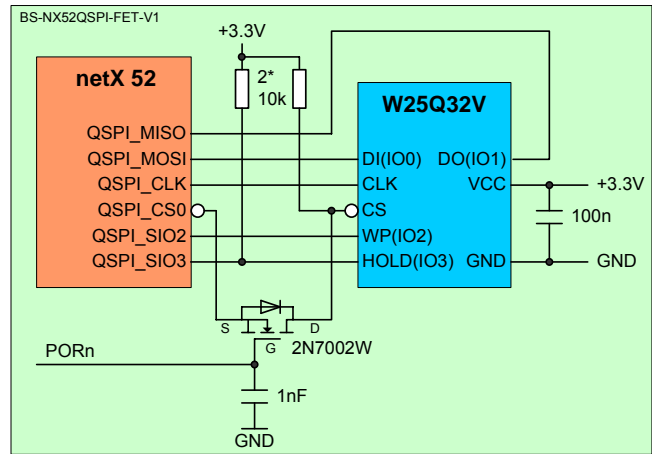 BS-NX52QSPI-FET-V1
+3.3V
netX 52
2*
10k
W25Q32V
QSPI_MISO
QSPI_MOSI
DI(IO0) DO(IO1)
QSPI_CLK
CLK VCC
+3.3V
QSPI_CS0
CS
100n
QSPI_SIO2
WP(IO2)
QSPI_SIO3
HOLD(IO3) GND
GND
S D
G
2N7002W
PORn
1nF
GND